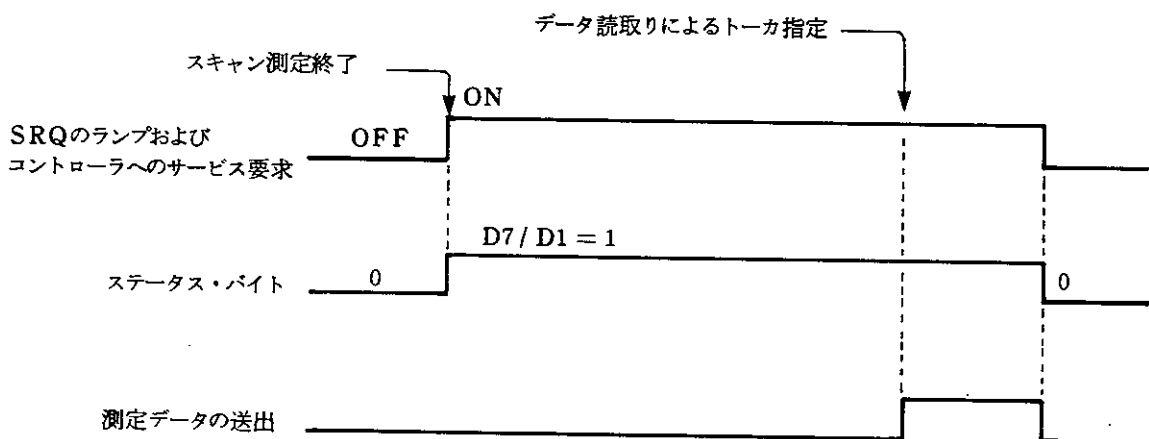 データ読取りによるトーカ指定
スキャン測定終了
ON
SRQのランプおよび
コントローラへのサービス要求
OFF
D7/D1=1
ステータス・バイト
0
0
測定データの送出